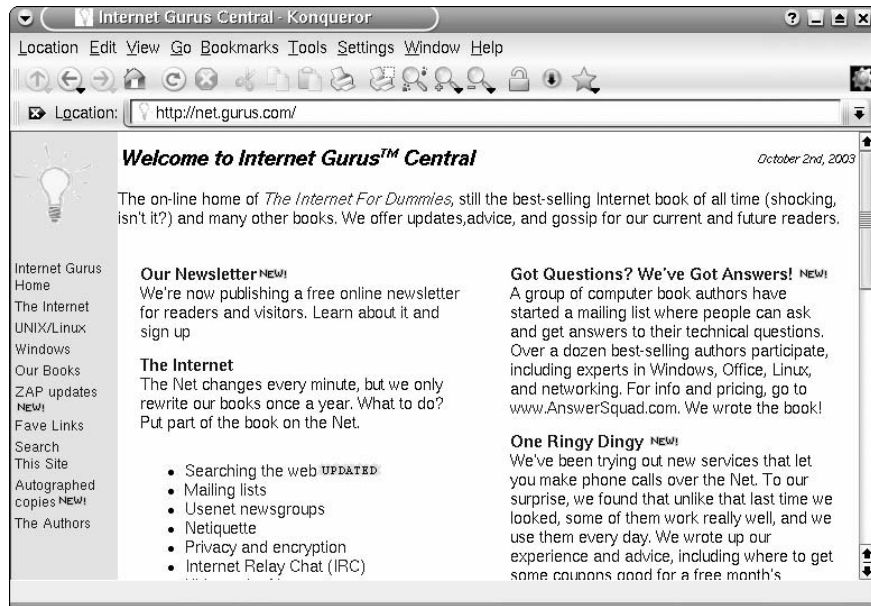 Internet Gurus Central - Konqueror
Location Edit View Go Bookmarks Tools Settings Window Help
Location: http://net.gurus.com/
Welcome to Internet Gurus™ Central
October 2nd, 2003
The on-line home of The Internet For Dummies, still the best-selling Internet book of all time (shocking,
isn't it?) and many other books. We offer updates,advice, and gossip for our current and future readers.
Internet Gurus
Home
The Internet
UNIX/Linux
Windows
Our Books
ZAP updates
NEW!
Fave Links
Search
This Site
Autographed
copies NEW!
The Authors
Our Newsletter NEW!
We're now publishing a free online newsletter
for readers and visitors. Learn about it and
sign up
The Internet
The Net changes every minute, but we only
rewrite our books once a year. What to do?
Put part of the book on the Net.
• Searching the web UPDATED
• Mailing lists
• Usenet newsgroups
• Netiquette
• Privacy and encryption
• Internet Relay Chat (IRC)
Got Questions? We've Got Answers! NEW!
A group of computer book authors have
started a mailing list where people can ask
and get answers to their technical questions.
Over a dozen best-selling authors participate,
including experts in Windows, Office, Linux,
and networking. For info and pricing, go to
www.AnswerSquad.com. We wrote the book!
One Ringy Dingy NEW!
We've been trying out new services that let
you make phone calls over the Net. To our
surprise, we found that unlike that last time we
looked, some of them work really well, and we
use them every day. We wrote up our
experience and advice, including where to get
some coupons good for a free month's